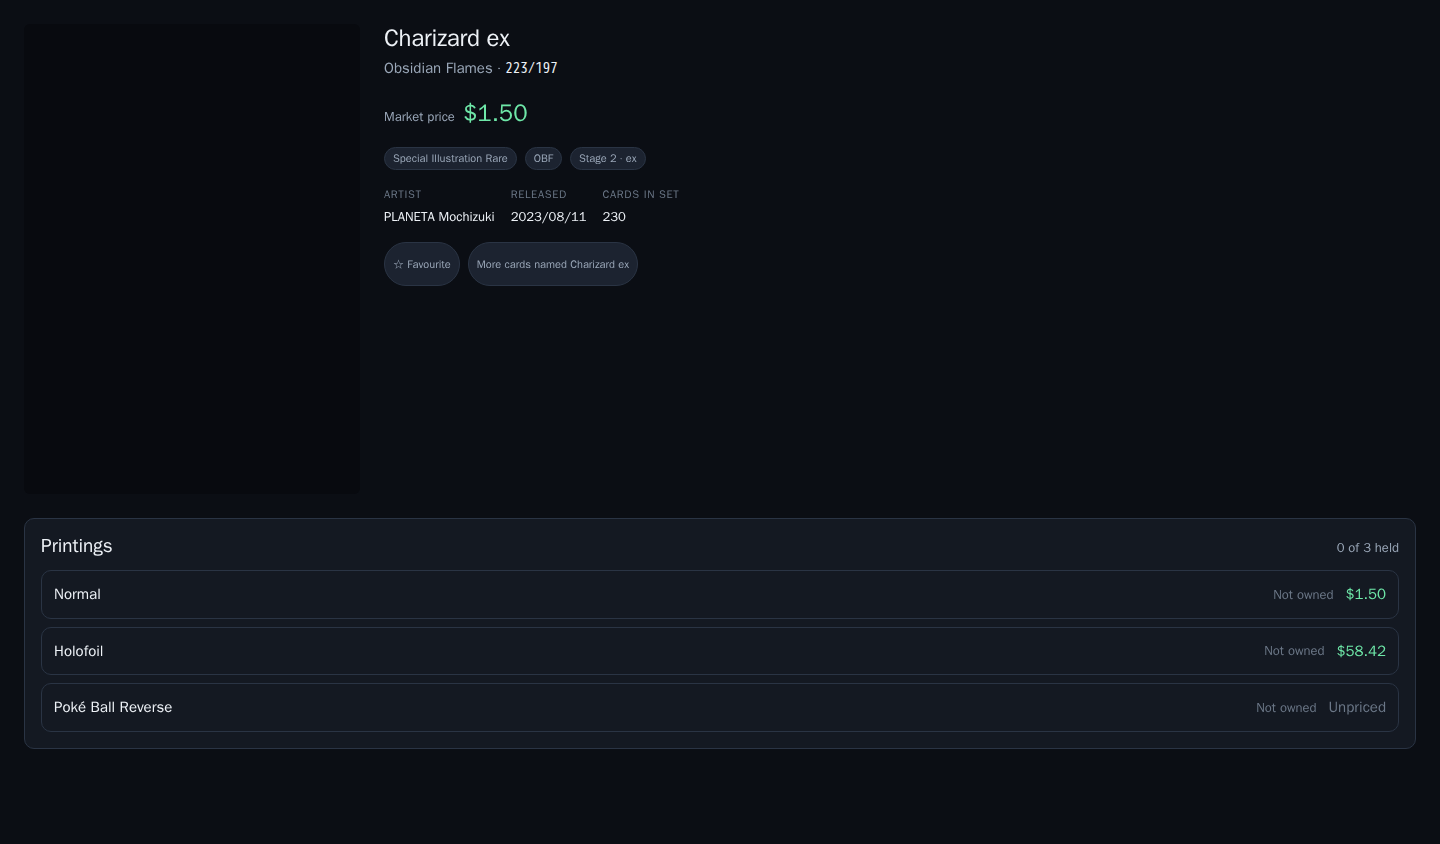 Charizard ex
Obsidian Flames · 223/197
Market price $1.50
Special Illustration Rare OBF Stage 2 · ex
ARTIST RELEASED CARDS IN SET
PLANETA Mochizuki 2023/08/11 230
☆ Favourite More cards named Charizard ex
Printings 0 of 3 held
Normal Not owned $1.50
Holofoil Not owned $58.42
Poké Ball Reverse Not owned Unpriced